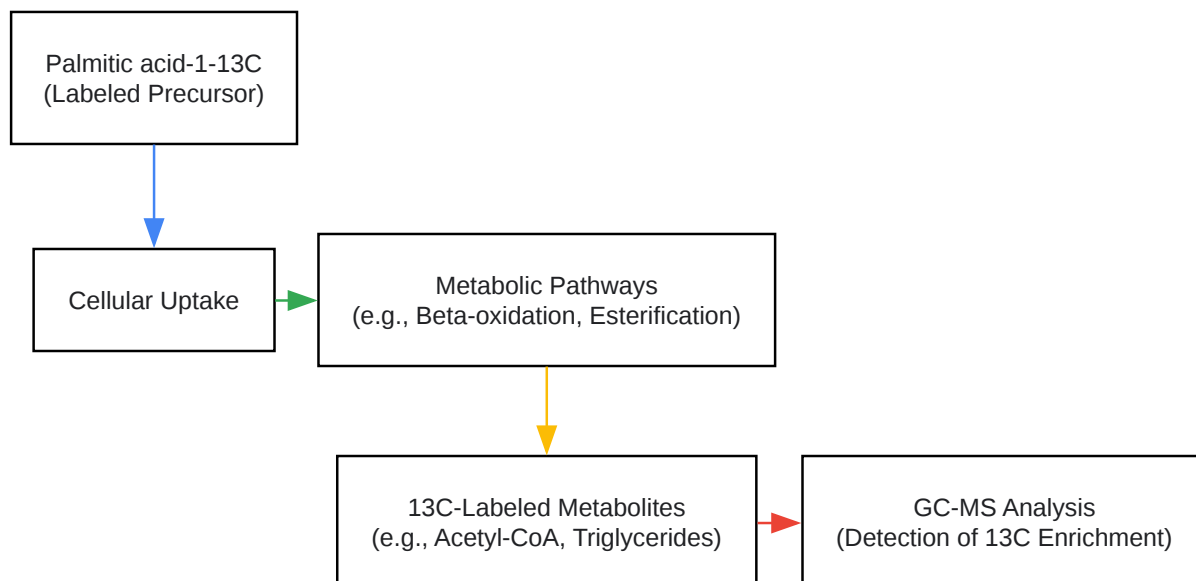 Palmitic acid-1-13C
(Labeled Precursor)
Cellular Uptake
Metabolic Pathways
(e.g., Beta-oxidation, Esterification)
13C-Labeled Metabolites
(e.g., Acetyl-CoA, Triglycerides)
GC-MS Analysis
(Detection of 13C Enrichment)